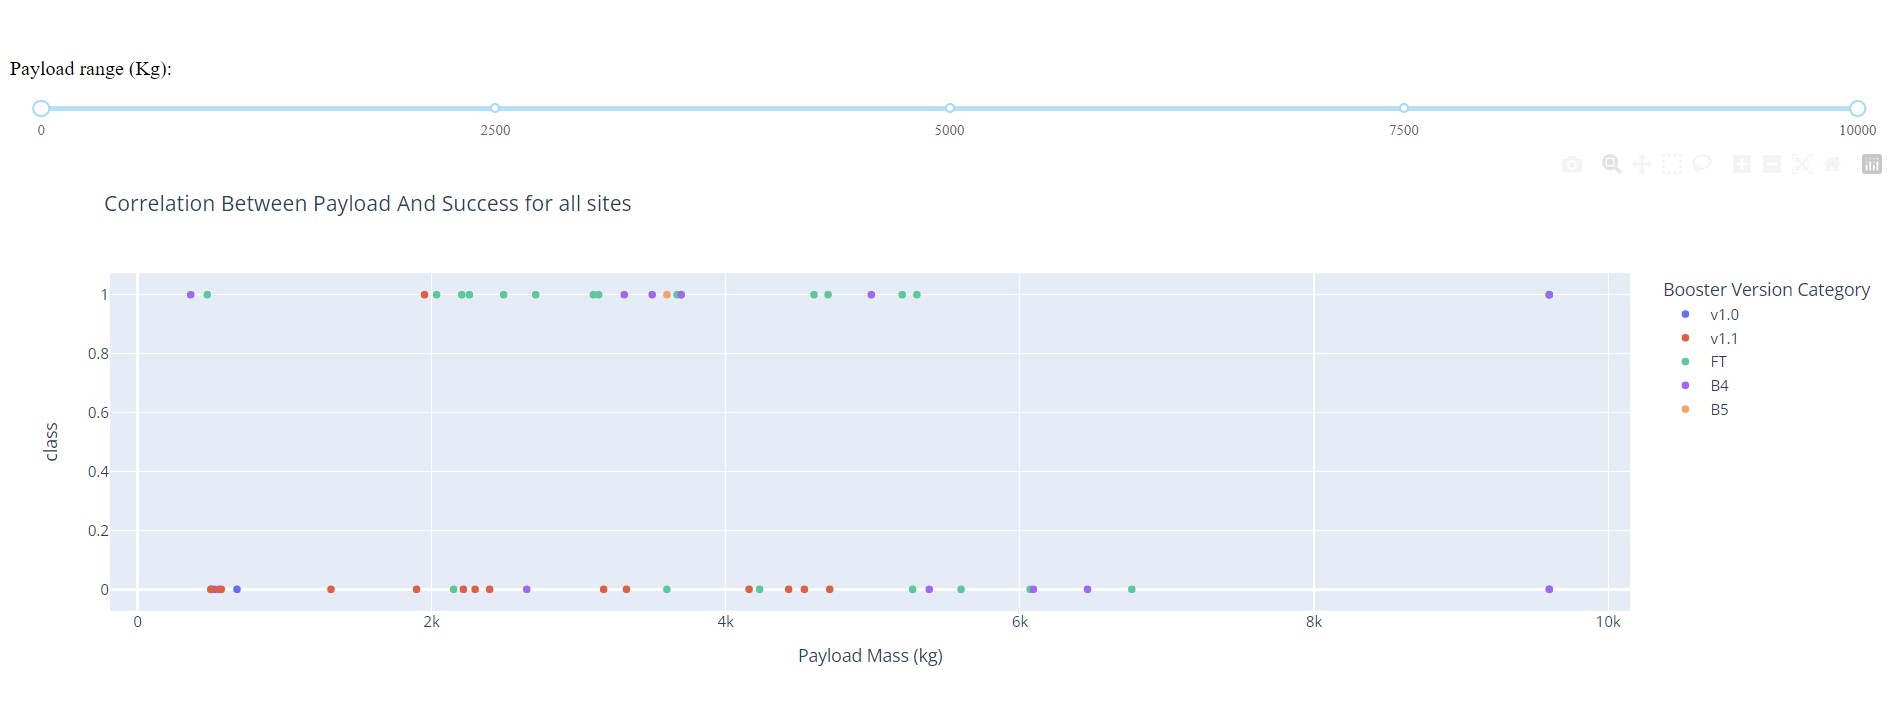 Payload range (Kg):
0 2500 5000 7500 10000
Correlation Between Payload And Success for all sites
Booster Version Category
v1.0
v1.1
FT
B4
B5
1
0.8
0.6
0.4
0.2
0
class
0 2k 4k 6k 8k 10k
Payload Mass (kg)